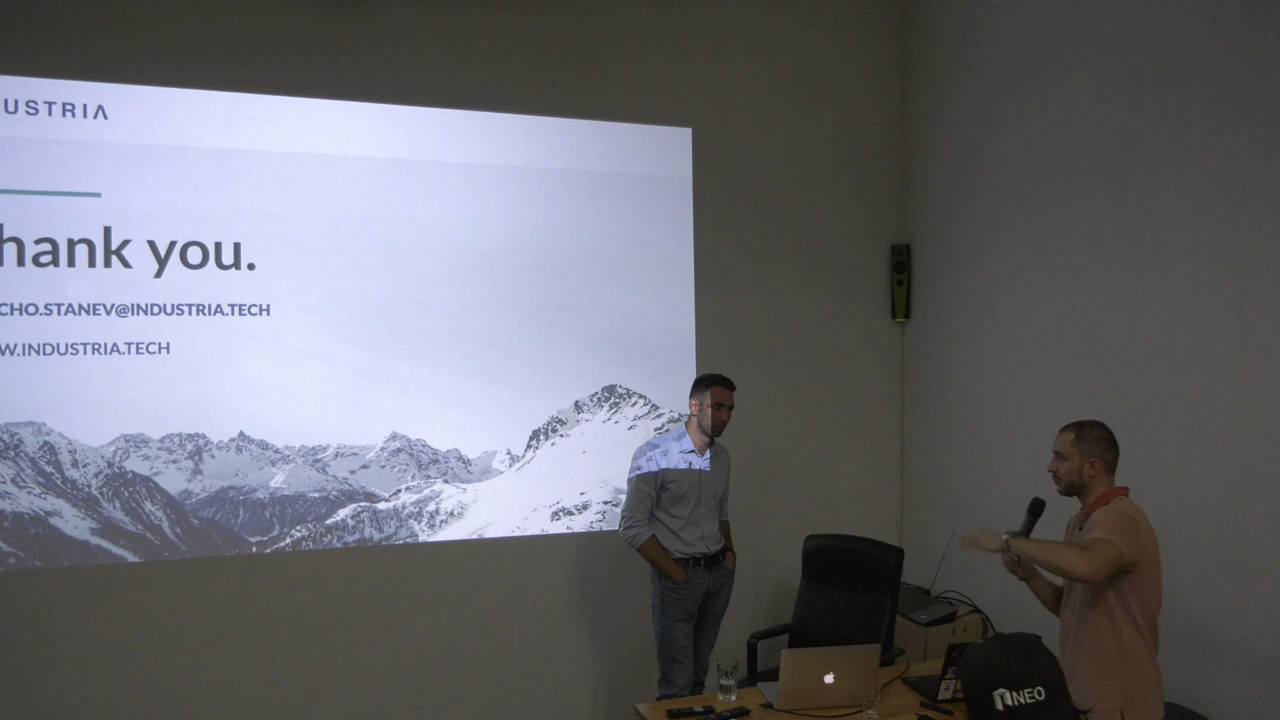 USTRIA
hank you.
CHO.STANEV@INDUSTRIA.TECH
W.INDUSTRIA.TECH
NEO